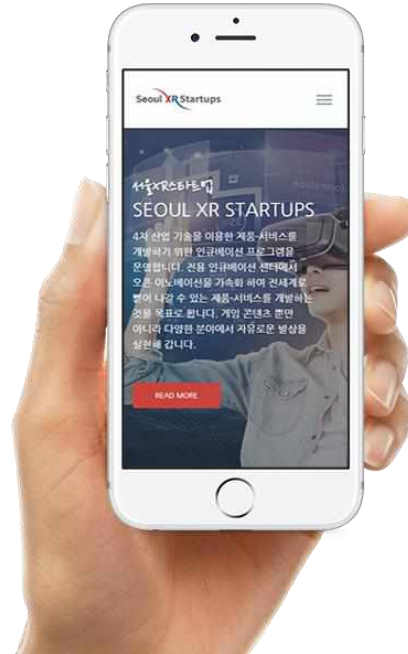 Seoul XR Startups
서울XR스타트업
SEOUL XR STARTUPS
4차 산업 기술을 이용한 제품·서비스를
개발하기 위한 인큐베이션 프로그램을
운영합니다. 전용 인큐베이션 센터에서
오픈 이노베이션을 가속화 하여 전세계로
뻗어 나갈 수 있는 제품·서비스를 개발하는
것을 목표로 합니다. 게임 콘텐츠 뿐만
아니라 다양한 분야에서 자유로운 발상을
실현해 갑니다.
READ MORE